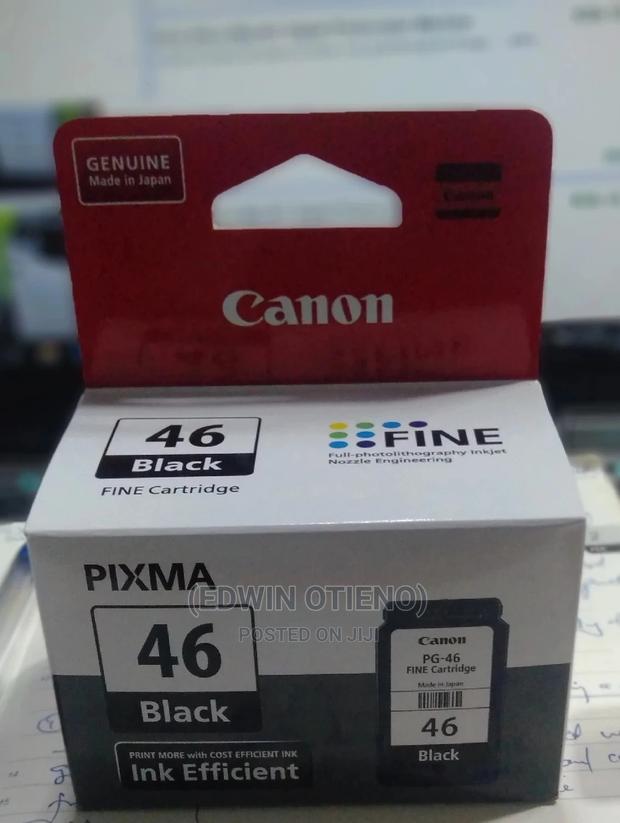 GENUINE
Made in Japan
Canon
Canon
46
Black
FINE Cartridge
FINE
Full-photolithography Inkjet
Nozzle Engineering
PIXMA
(EDWIN OTIENO)
POSTED ON JIJI
46
Black
PRINT MORE with COST EFFICIENT INK
Ink Efficient
Canon
PG-46
FINE Cartridge
Made in Japan
46
Black